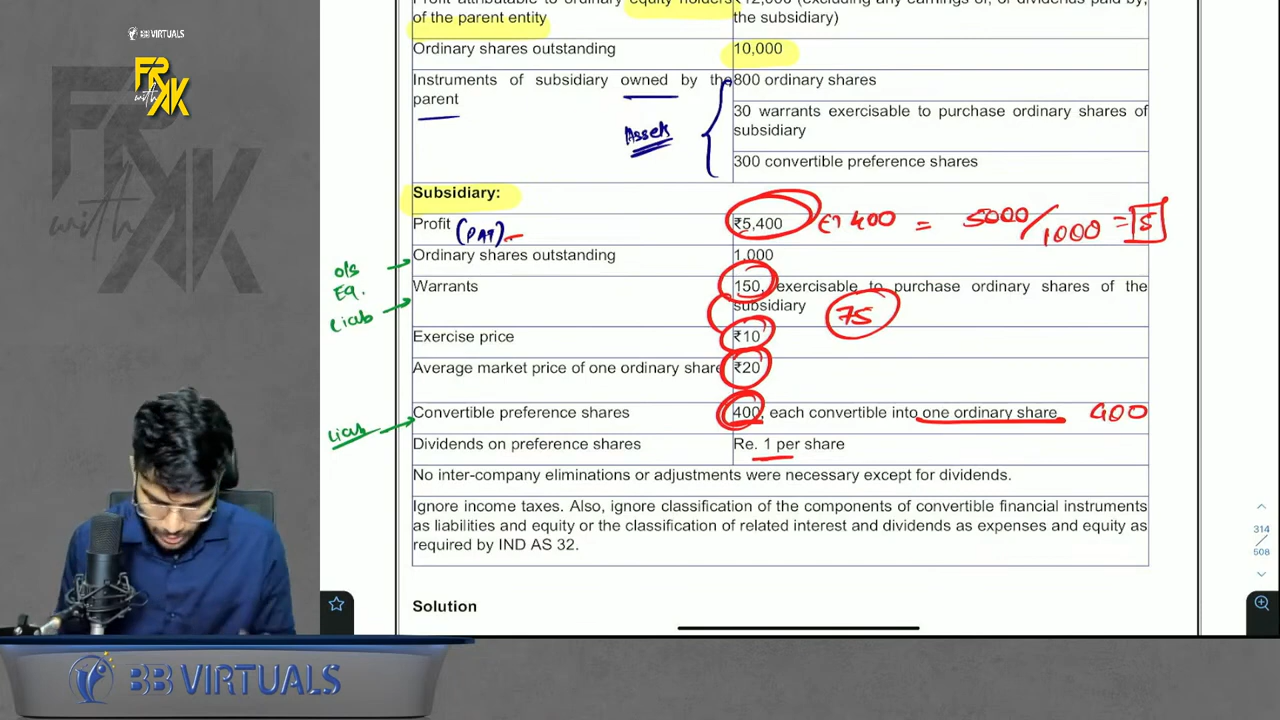 Profit attributable to ordinary equity holders ₹12,000 (excluding any earnings of, or dividends paid by,
of the parent entity the subsidiary)
Ordinary shares outstanding 10,000
Instruments of subsidiary owned by the parent 800 ordinary shares
30 warrants exercisable to purchase ordinary shares of subsidiary
Asset
300 convertible preference shares
Subsidiary:
Profit (PAT) ₹5,400 400 = 5000/1000 = 5
Ordinary shares outstanding 1,000
o/s
Eq.
Warrants 150, exercisable to purchase ordinary shares of the
subsidiary 75
Liab
Exercise price ₹10
Average market price of one ordinary share ₹20
Convertible preference shares 400, each convertible into one ordinary share 400
Liab
Dividends on preference shares Re. 1 per share
No inter-company eliminations or adjustments were necessary except for dividends.
Ignore income taxes. Also, ignore classification of the components of convertible financial instruments
as liabilities and equity or the classification of related interest and dividends as expenses and equity as
required by IND AS 32.
Solution
314
508
BB VIRTUALS
FR
with
AK
FR
with
AK
BB VIRTUALS